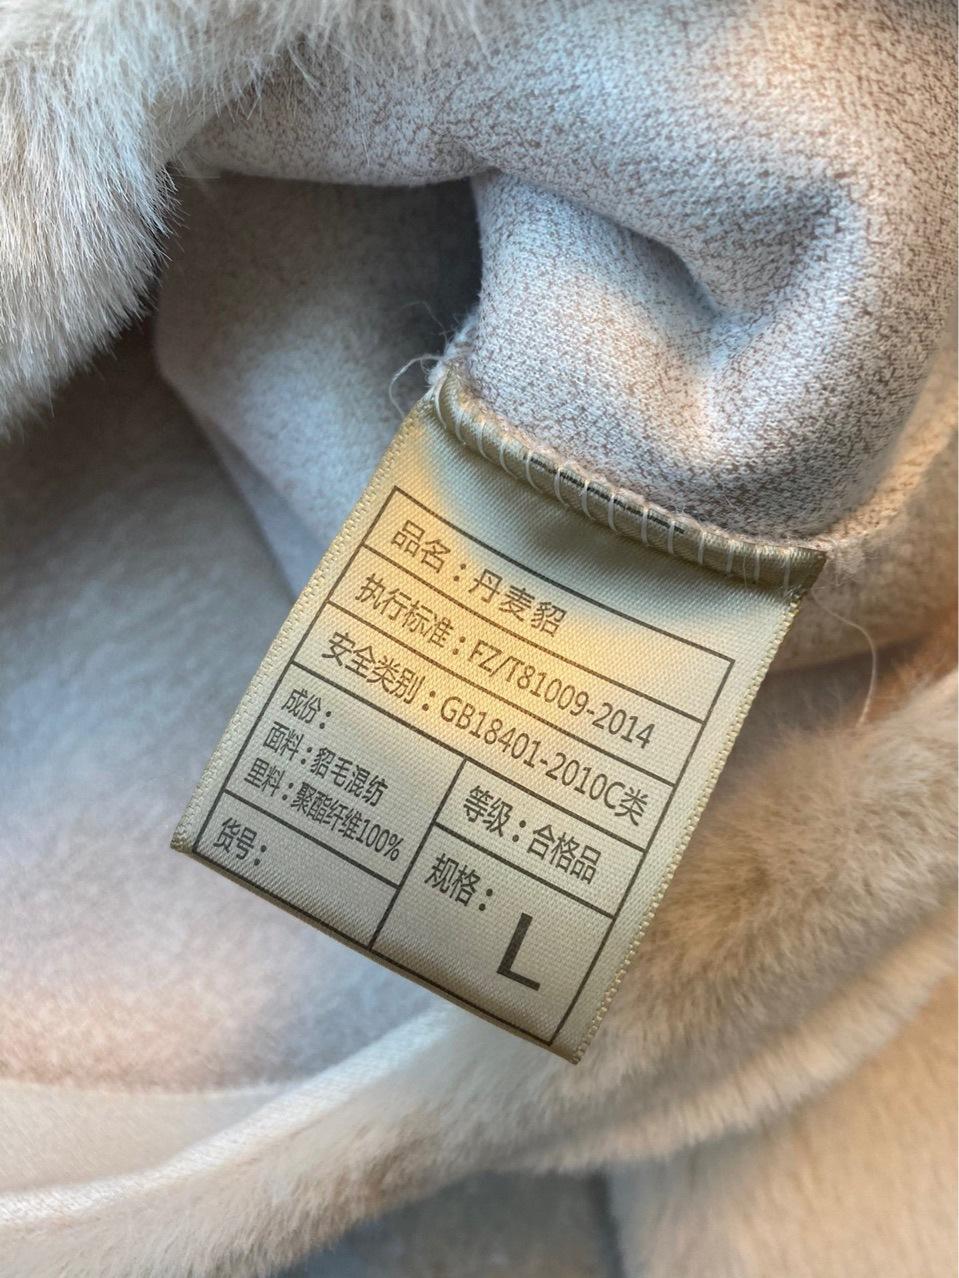 品名：丹麦貂
执行标准：FZ/T81009-2014
安全类别：GB18401-2010C类
成份：
面料：貂毛混纺
里料：聚酯纤维100%
货号：
等级：合格品
规格：
L